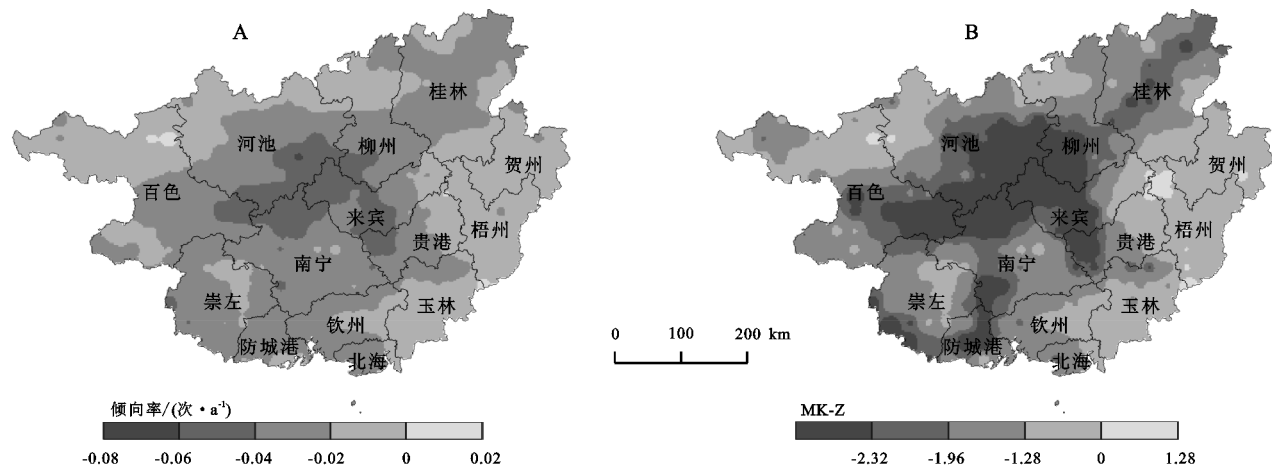 A
桂林
河池
柳州
贺州
百色
来宾
梧州
贵港
南宁
崇左
玉林
钦州
防城港
北海
倾向率/(次·a⁻¹)
-0.08 -0.06 -0.04 -0.02 0 0.02
0 100 200 km
B
桂林
河池
柳州
贺州
百色
来宾
梧州
贵港
南宁
崇左
玉林
钦州
防城港
北海
MK-Z
-2.32 -1.96 -1.28 0 1.28